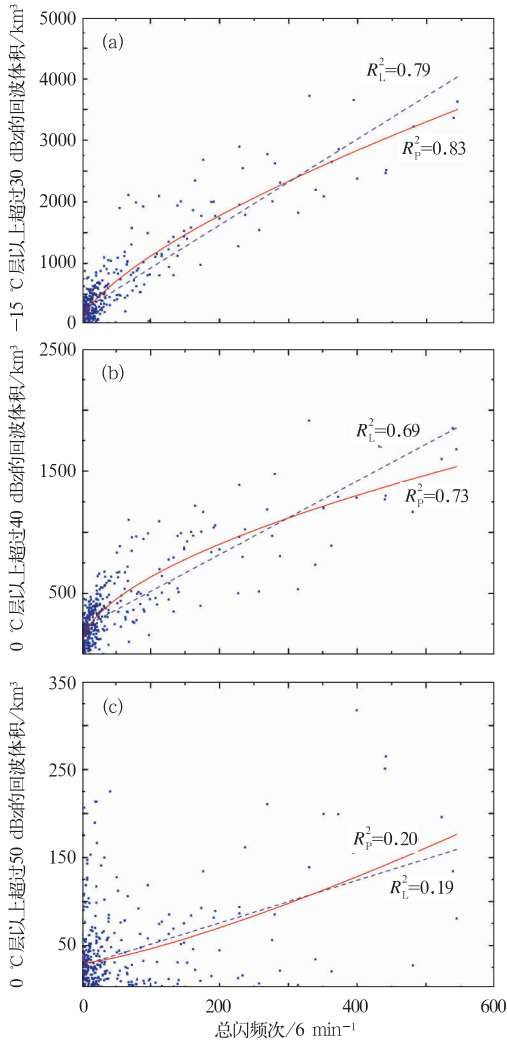 (a)
−15 ℃层以上超过30 dBz的回波体积/km³
5000
4000
3000
2000
1000
0
R²L=0.79
R²P=0.83
(b)
0 ℃层以上超过40 dBz的回波体积/km³
2500
1500
500
R²L=0.69
R²P=0.73
(c)
0 ℃层以上超过50 dBz的回波体积/km³
350
250
150
50
R²P=0.20
R²L=0.19
0 200 400 600
总闪频次/6 min⁻¹